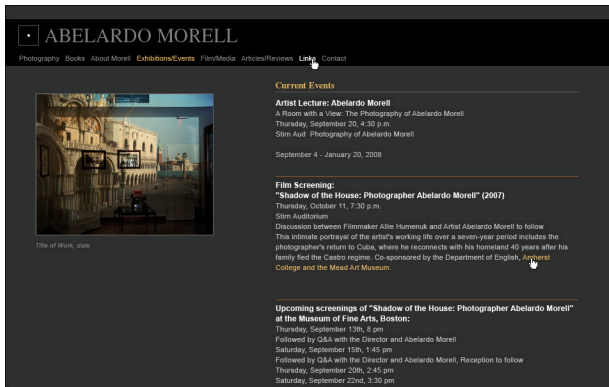 ABELARDO MORELL
Photography Books About Morell Exhibitions/Events Film/Media Articles/Reviews Links Contact
Title of Work, date
Current Events
Artist Lecture: Abelardo Morell
A Room with a View: The Photography of Abelardo Morell
Thursday, September 20, 4:30 p.m.
Stirn Aud Photography of Abelardo Morell
September 4 - January 20, 2008
Film Screening:
"Shadow of the House: Photographer Abelardo Morell" (2007)
Thursday, October 11, 7:30 p.m.
Stirn Auditorium
Discussion between Filmmaker Allie Humenuk and Artist Abelardo Morell to follow
This intimate portrayal of the artist's working life over a seven-year period includes the
photographer's return to Cuba, where he reconnects with his homeland 40 years after his
family fled the Castro regime. Co-sponsored by the Department of English, Amherst
College and the Mead Art Museum.
Upcoming screenings of "Shadow of the House: Photographer Abelardo Morell"
at the Museum of Fine Arts, Boston:
Thursday, September 13th, 8 pm
Followed by Q&A with the Director and Abelardo Morell
Saturday, September 15th, 1:45 pm
Followed by Q&A with the Director and Abelardo Morell, Reception to follow
Thursday, September 20th, 2:45 pm
Saturday, September 22nd, 3:30 pm